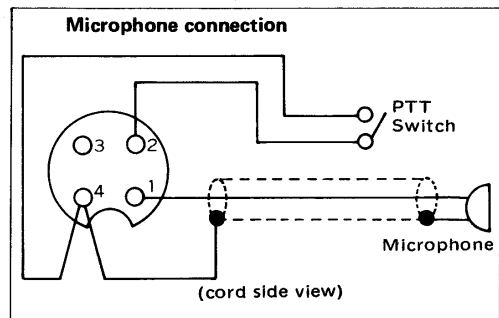 Microphone connection
PTT
Switch
3
2
4
1
Microphone
(cord side view)